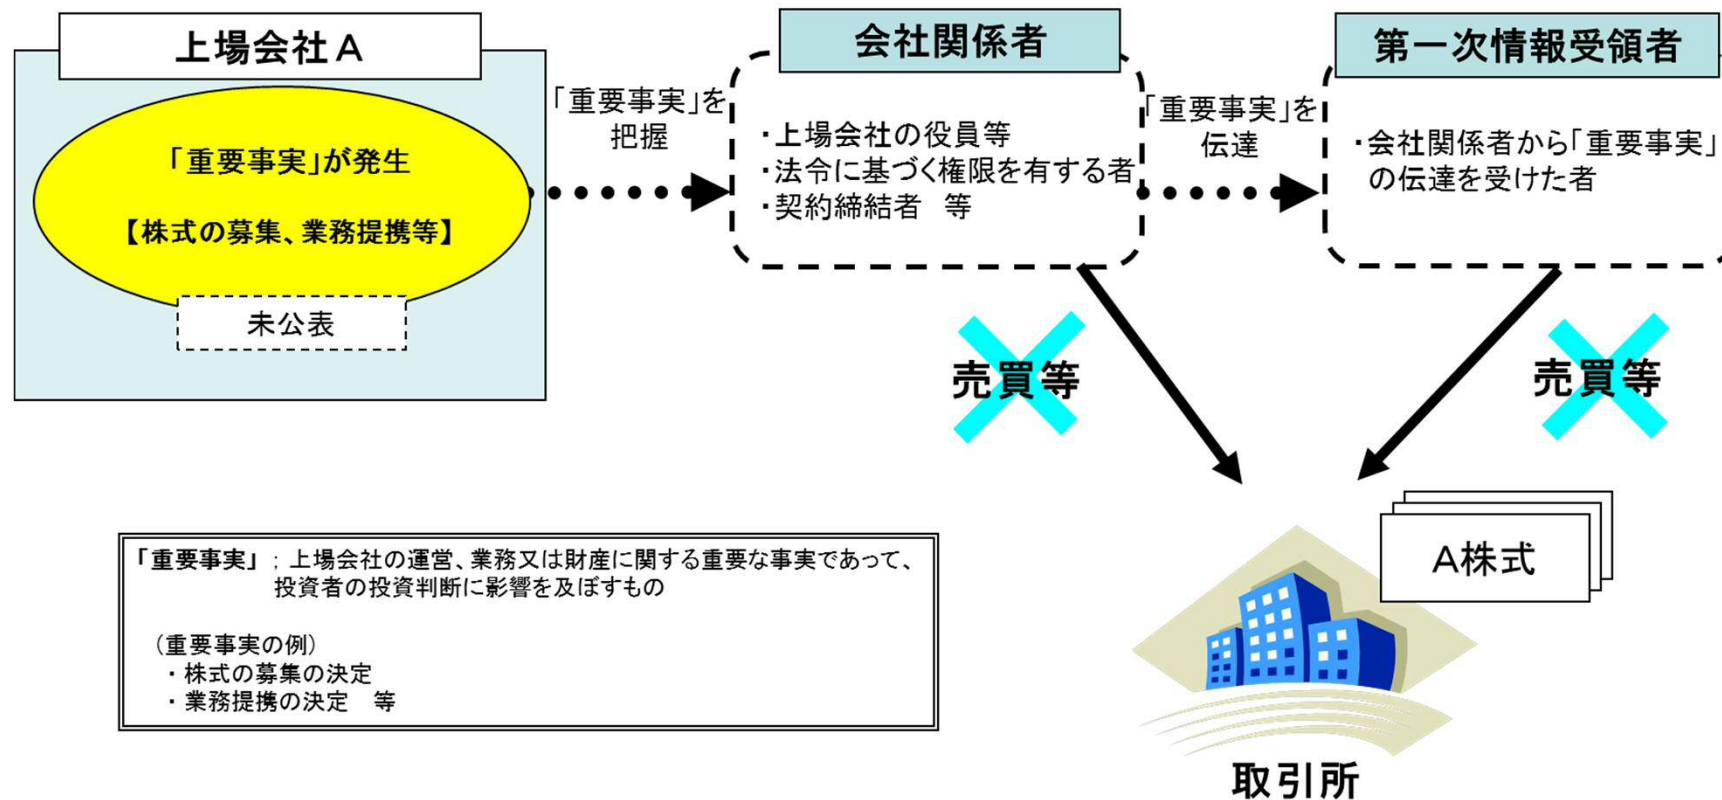 上場会社A
「重要事実」が発生
【株式の募集、業務提携等】
未公表
「重要事実」を
把握
会社関係者
・上場会社の役員等
・法令に基づく権限を有する者
・契約締結者　等
「重要事実」を
伝達
第一次情報受領者
・会社関係者から「重要事実」
の伝達を受けた者
売買等
売買等
「重要事実」；上場会社の運営、業務又は財産に関する重要な事実であって、
投資者の投資判断に影響を及ぼすもの
（重要事実の例）
・株式の募集の決定
・業務提携の決定　等
A株式
取引所